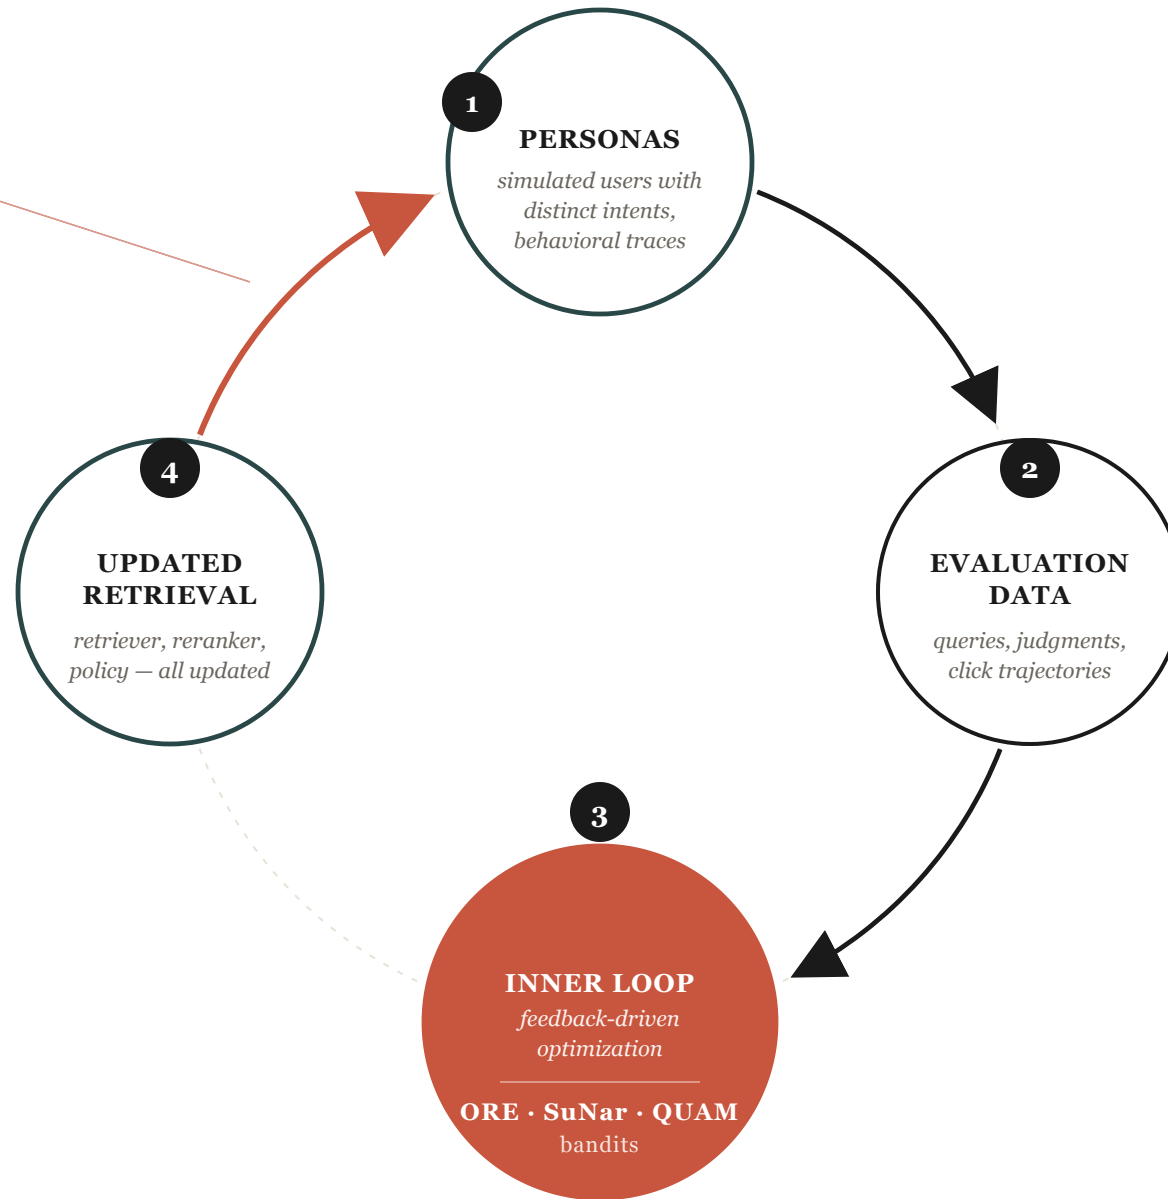 1
PERSONAS
simulated users with
distinct intents,
behavioral traces
2
EVALUATION
DATA
queries, judgments,
click trajectories
3
INNER LOOP
feedback-driven
optimization
ORE · SuNar · QUAM
bandits
4
UPDATED
RETRIEVAL
retriever, reranker,
policy — all updated